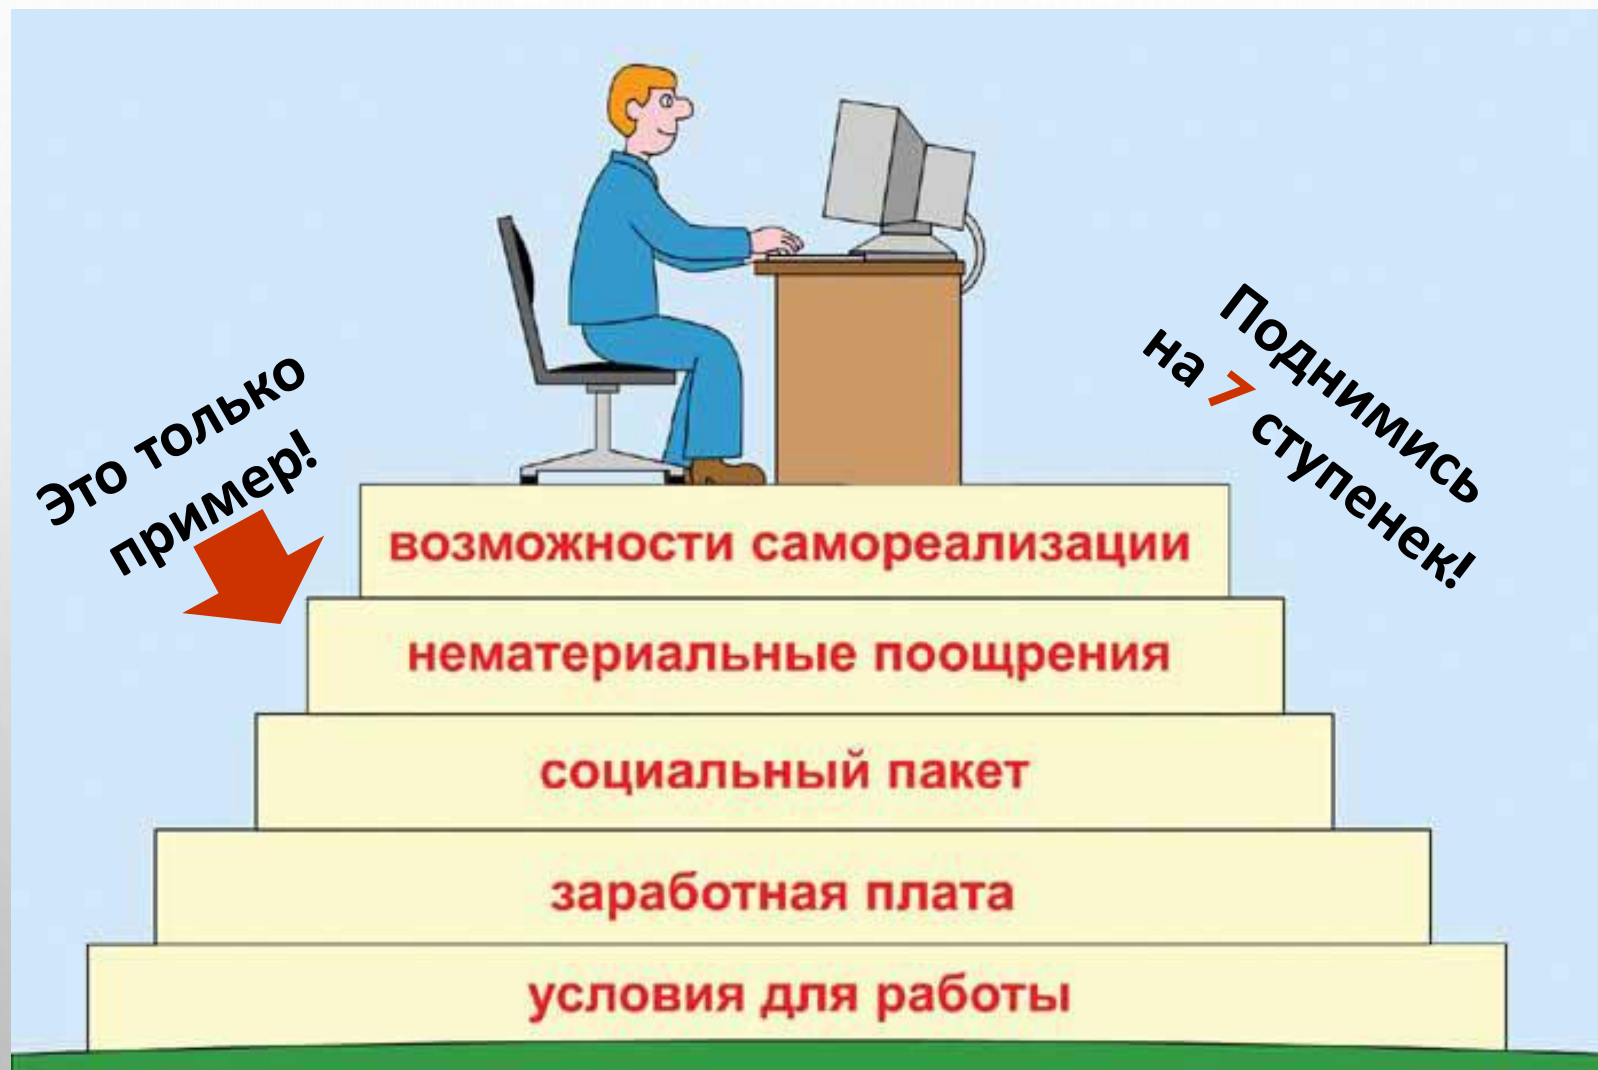 Это только
пример!
Поднимись
на 7 ступенек!
возможности самореализации
нематериальные поощрения
социальный пакет
заработная плата
условия для работы